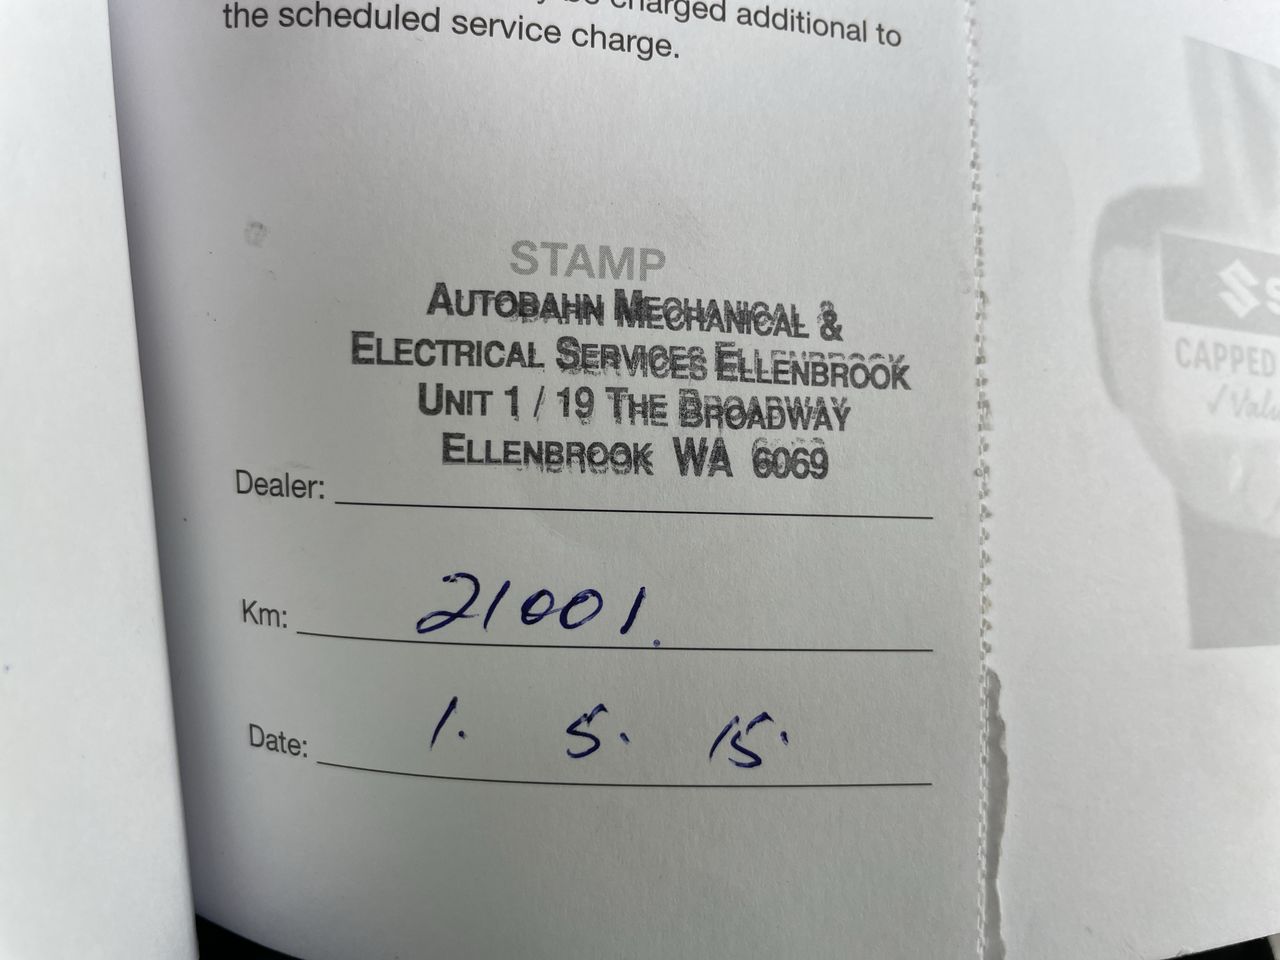 charged additional to
the scheduled service charge.
STAMP
AUTOBAHN MECHANICAL &
ELECTRICAL SERVICES ELLENBROOK
UNIT 1 / 19 THE BROADWAY
ELLENBROOK WA 6069
Dealer:
Km: 21001.
Date: 1. 5. 15.
CAPPED